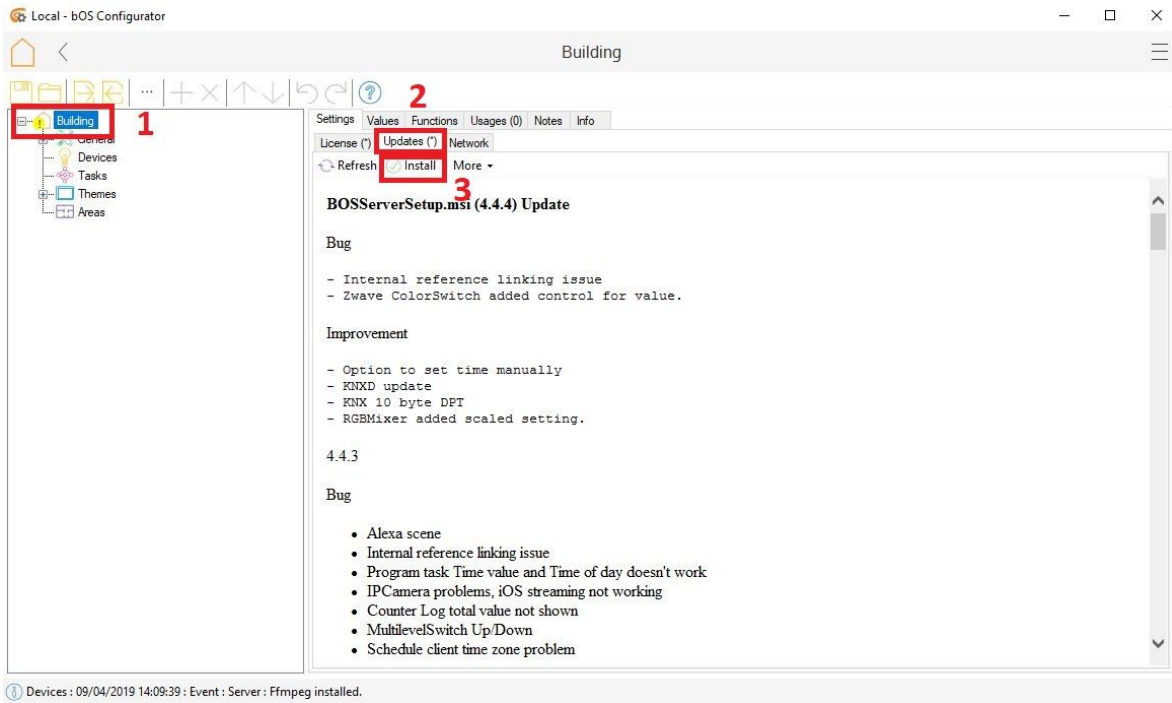 Local - bOS Configurator
Building
...
?
2
Building
1
General
Devices
Tasks
Themes
Areas
Settings Values Functions Usages (0) Notes Info
License (*) Updates (*) Network
Refresh Install More
3
BOSServerSetup.msi (4.4.4) Update
Bug
- Internal reference linking issue
- Zwave ColorSwitch added control for value.
Improvement
- Option to set time manually
- KNXD update
- KNX 10 byte DPT
- RGBMixer added scaled setting.
4.4.3
Bug
• Alexa scene
• Internal reference linking issue
• Program task Time value and Time of day doesn't work
• IPCamera problems, iOS streaming not working
• Counter Log total value not shown
• MultilevelSwitch Up/Down
• Schedule client time zone problem
Devices : 09/04/2019 14:09:39 : Event : Server : Ffmpeg installed.